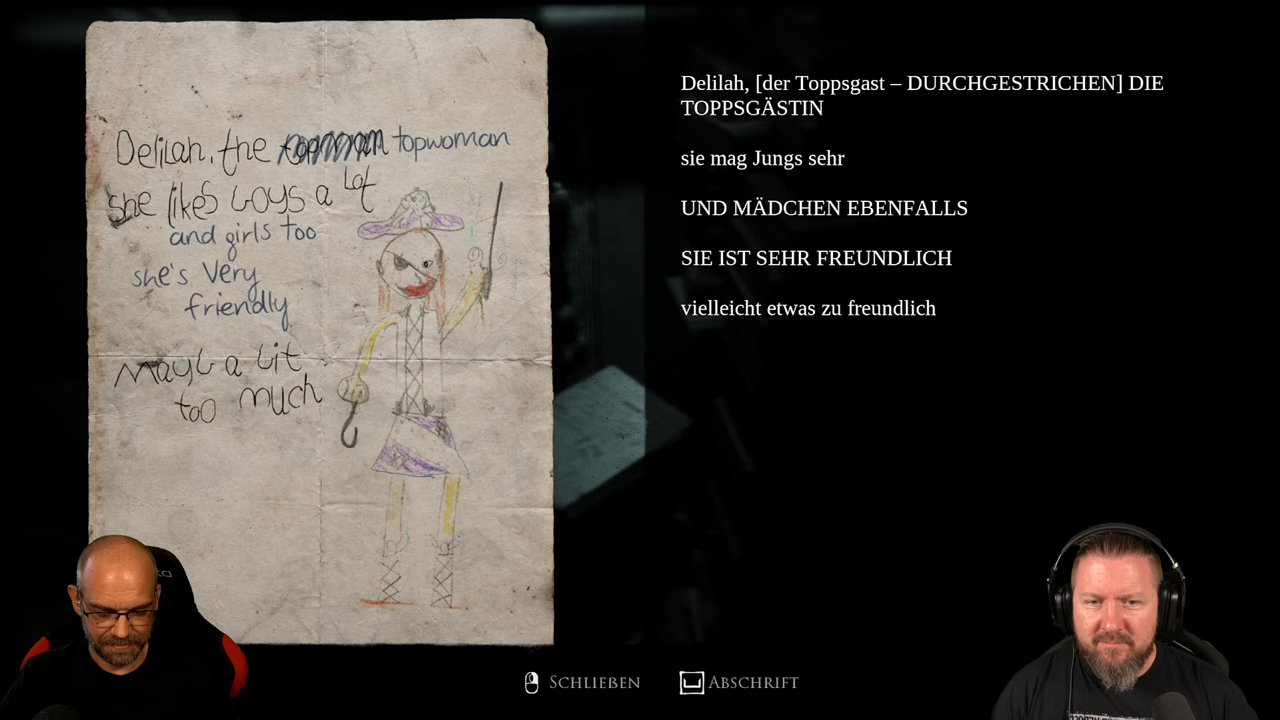 Delilah, the topman topwoman
she likes boys a lot
and girls too
she's very
friendly
Mayb a bit
too much
Delilah, [der Toppsgast – DURCHGESTRICHEN] DIE
TOPPSGÄSTIN
sie mag Jungs sehr
UND MÄDCHEN EBENFALLS
SIE IST SEHR FREUNDLICH
vielleicht etwas zu freundlich
SCHLIEßEN
ABSCHRIFT